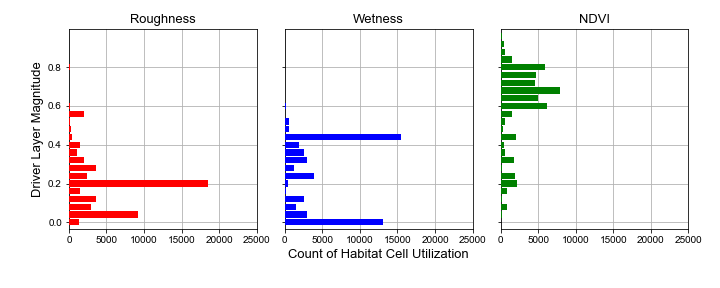 Roughness Wetness NDVI
Driver Layer Magnitude
0.8
0.6
0.4
0.2
0.0
0 5000 10000 15000 20000 25000 0 5000 10000 15000 20000 25000 0 5000 10000 15000 20000 25000
Count of Habitat Cell Utilization